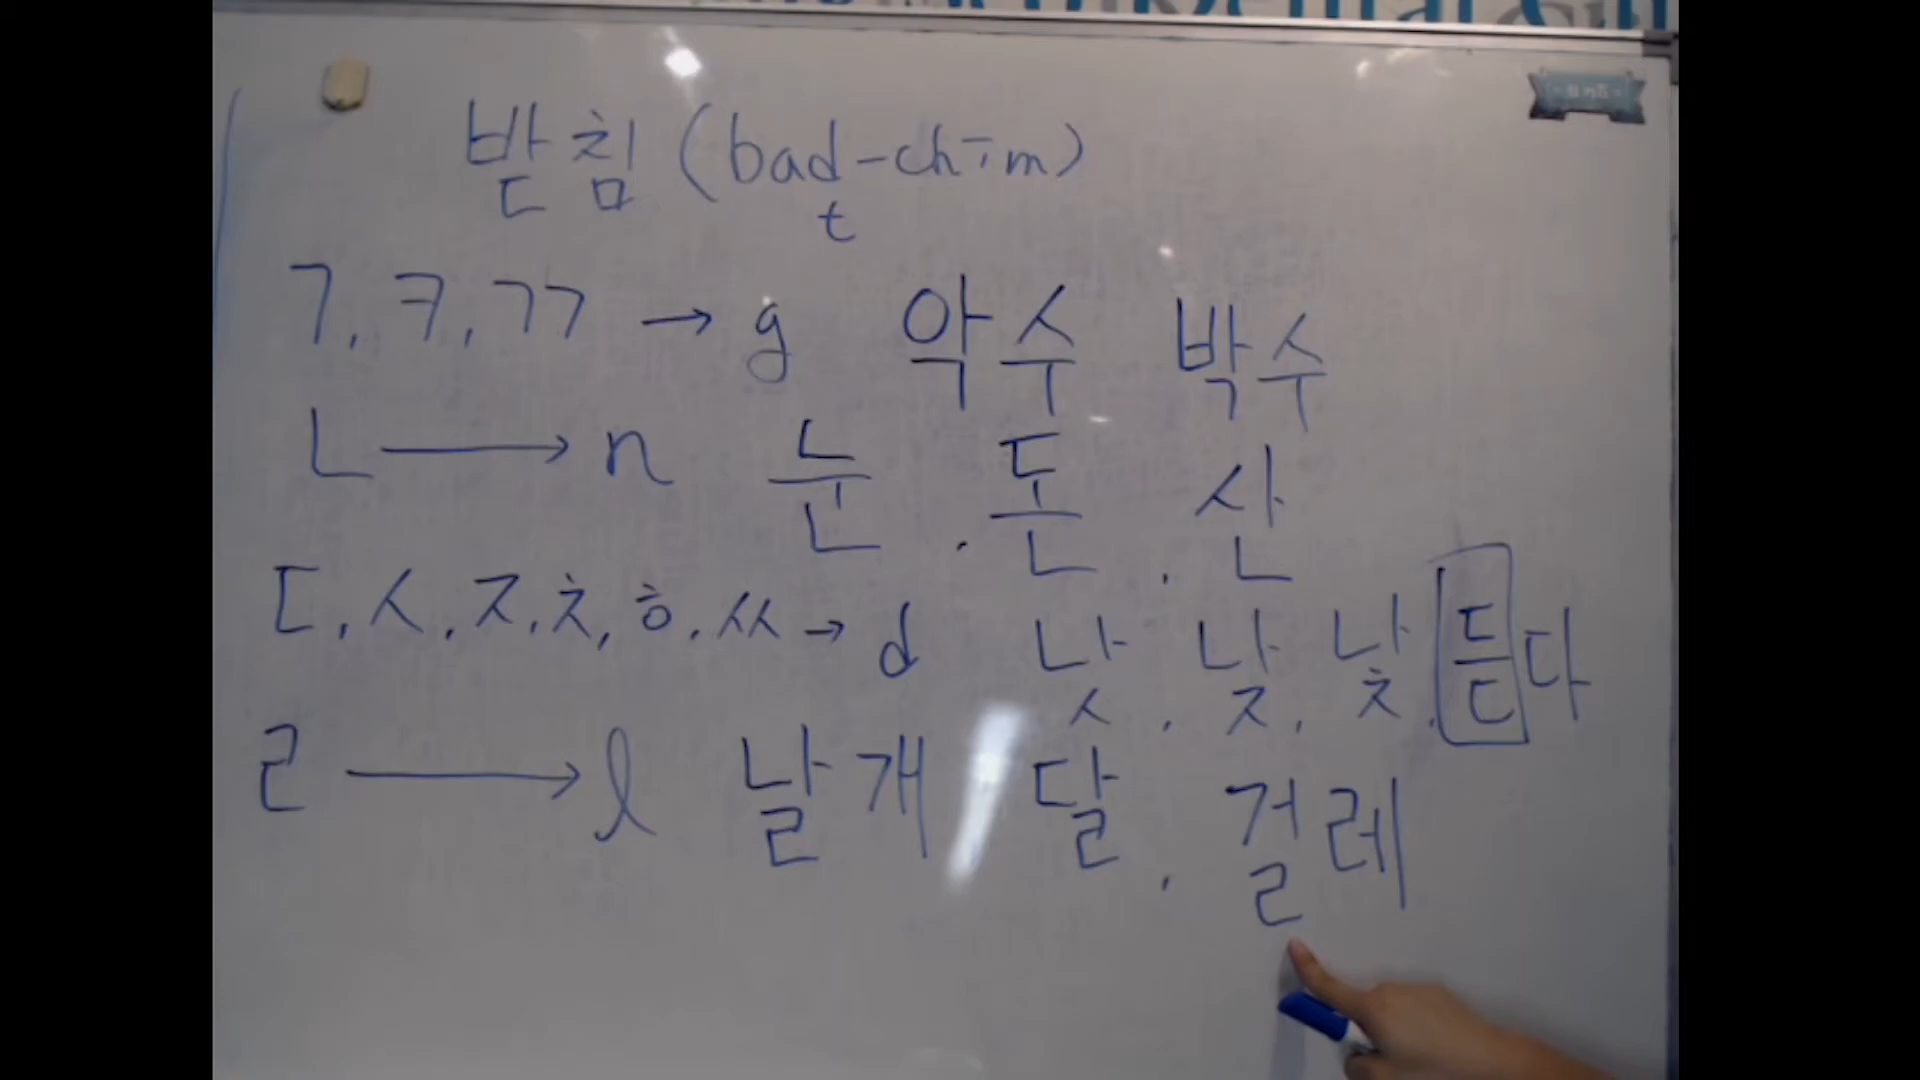 받침 (bad-chim)
t
ㄱ, ㅋ, ㄲ → g 악수 박수
ㄴ → n 눈 . 돈 . 산
ㄷ, ㅅ, ㅈ, ㅊ, ㅎ, ㅆ → d 낫 . 낮 . 낯 . 듣다
ㄹ → l 날개 달 . 걸레